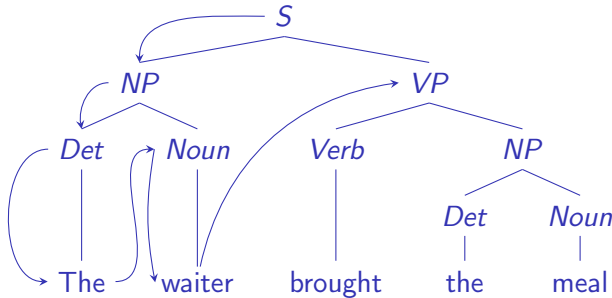 S
NP VP
Det Noun Verb NP
Det Noun
The waiter brought the meal